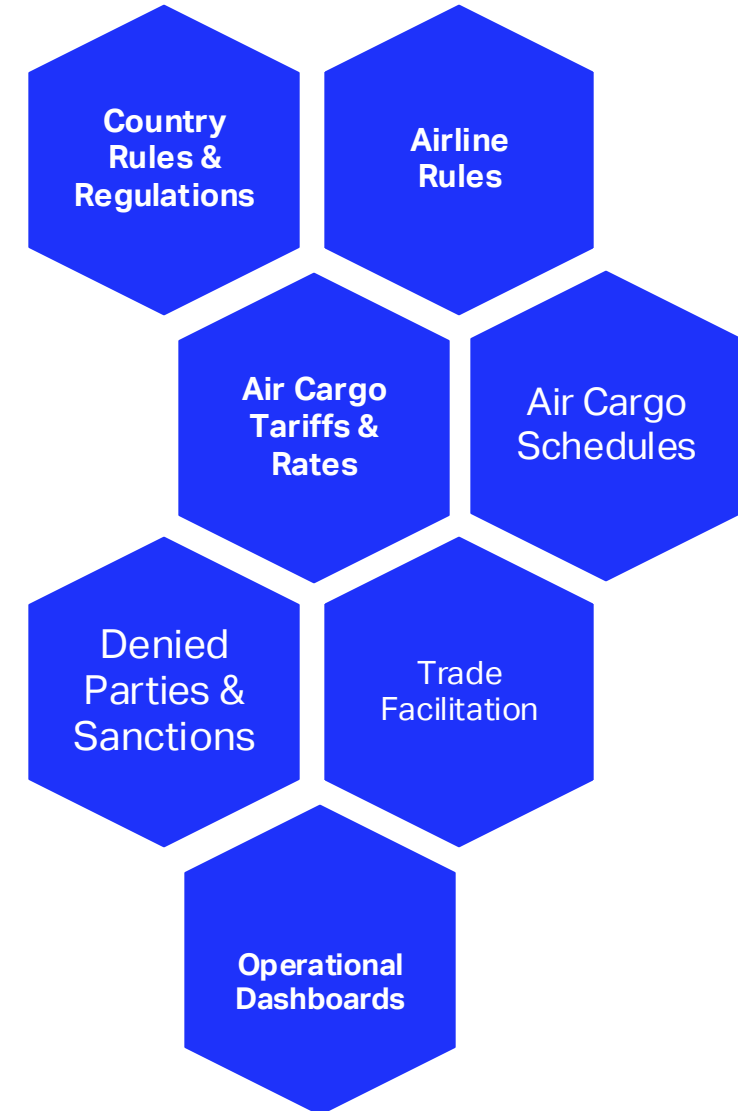 Country
Rules &
Regulations
Airline
Rules
Air Cargo
Tariffs &
Rates
Air Cargo
Schedules
Denied
Parties &
Sanctions
Trade
Facilitation
Operational
Dashboards